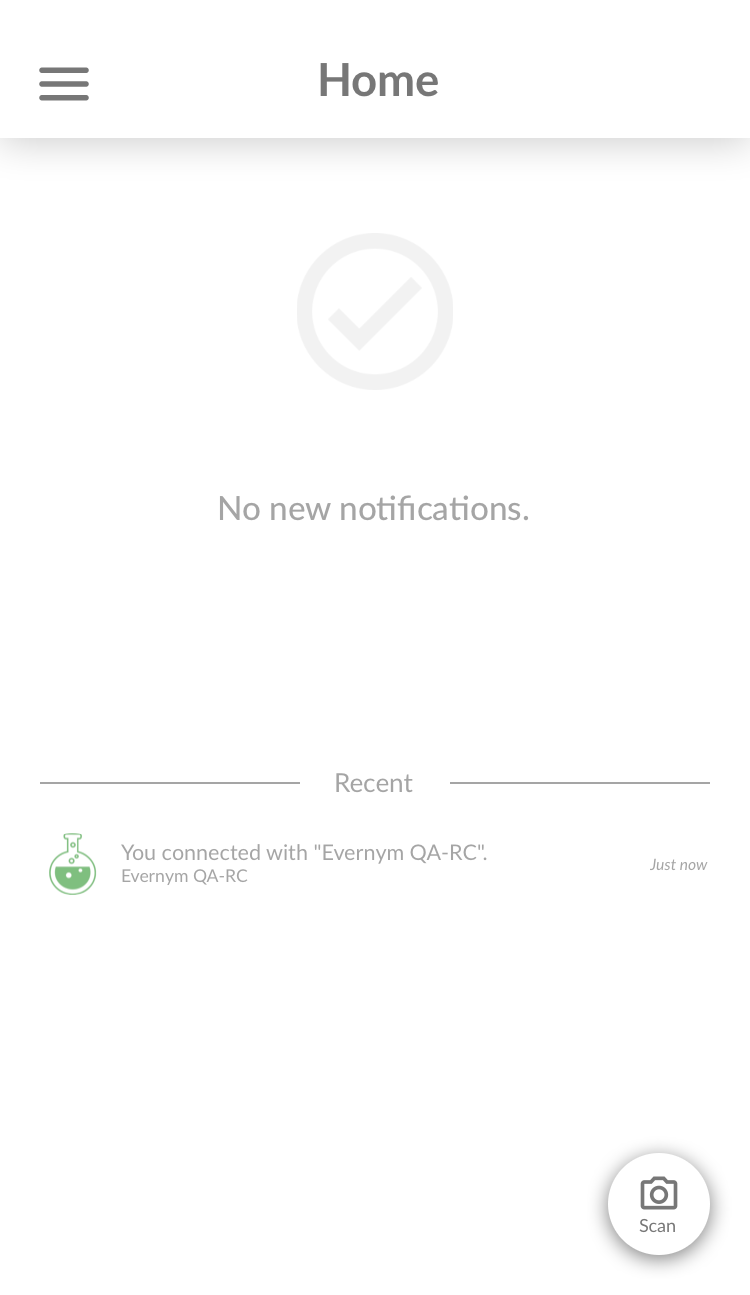 Home
No new notifications.
Recent
You connected with "Evernym QA-RC".
Evernym QA-RC
Just now
Scan